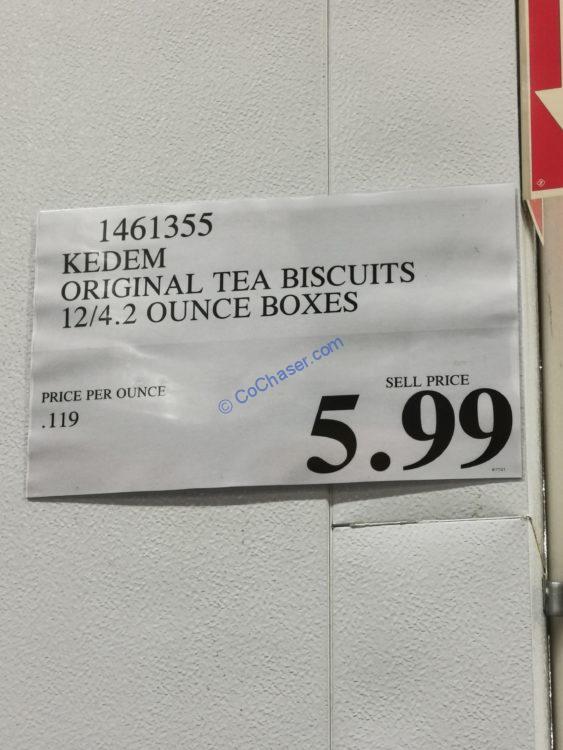 1461355
KEDEM
ORIGINAL TEA BISCUITS
12/4.2 OUNCE BOXES
© CoChaser.com
PRICE PER OUNCE
.119
SELL PRICE
5.99